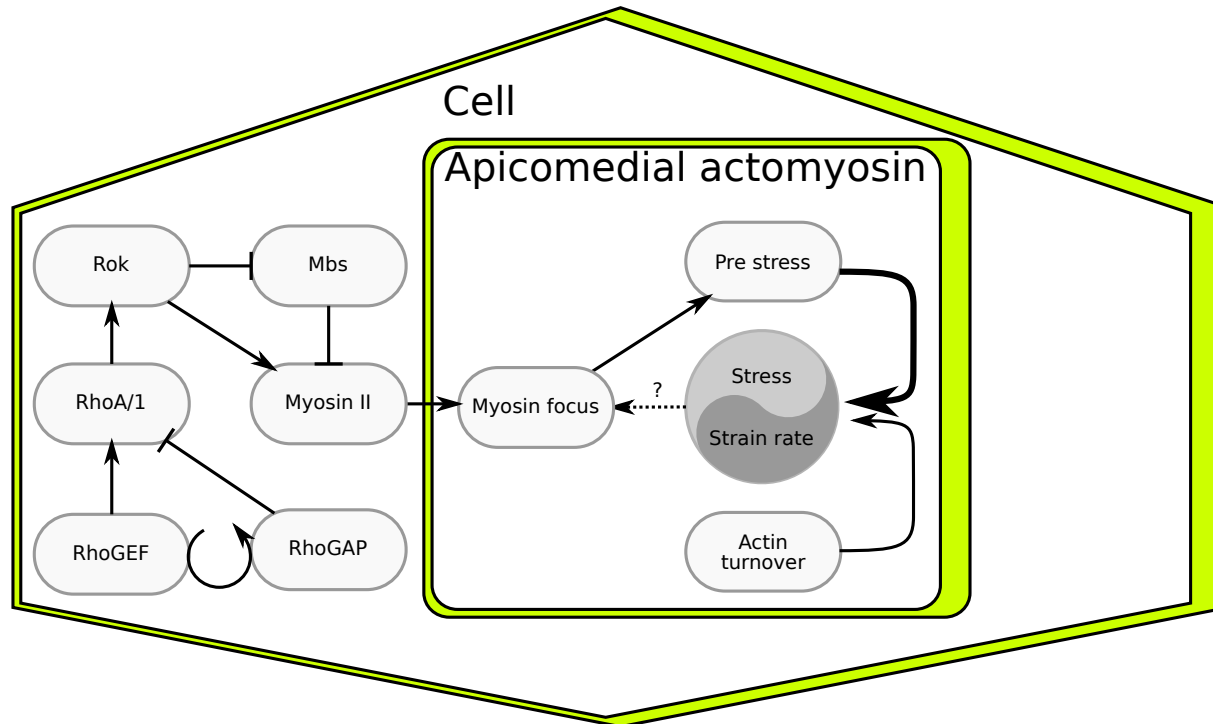 Cell
Apicomedial actomyosin
Rok
Mbs
Pre stress
RhoA/1
Myosin II
Myosin focus
?
Stress
Strain rate
RhoGEF
RhoGAP
Actin
turnover